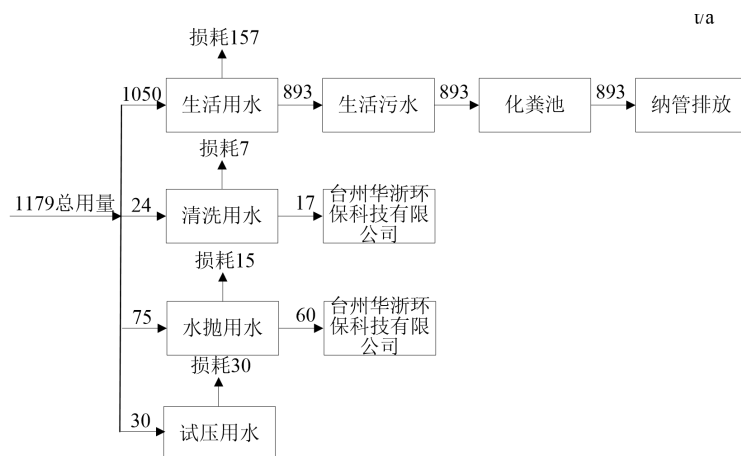 t/a
损耗157
1050
生活用水
893
生活污水
893
化粪池
893
纳管排放
损耗7
1179总用量
24
清洗用水
17
台州华浙环
保科技有限
公司
损耗15
75
水抛用水
60
台州华浙环
保科技有限
公司
损耗30
30
试压用水